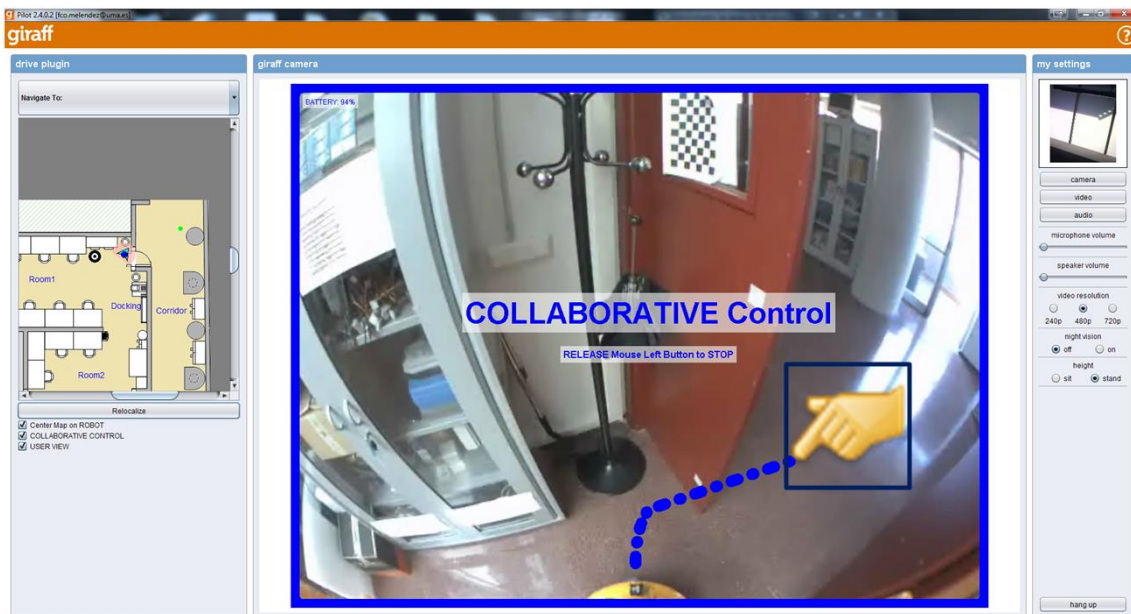 Pilot 2.4.0.2 [fco.melendez@uma.es]
giraff
?
drive plugin
Navigate To:
Room1
Docking
Corridor
Room2
Relocalize
Center Map on ROBOT
COLLABORATIVE CONTROL
USER VIEW
giraff camera
BATTERY: 94%
COLLABORATIVE Control
RELEASE Mouse Left Button to STOP
my settings
camera
video
audio
microphone volume
speaker volume
video resolution
240p 480p 720p
night vision
off on
height
sit stand
hang up